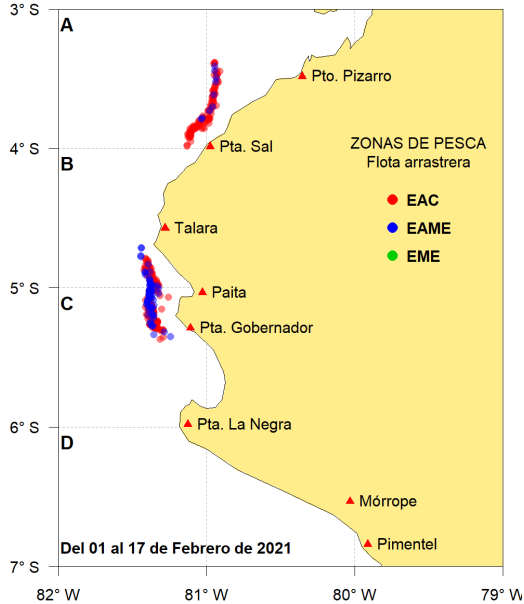 3° S
A
Pto. Pizarro
ZONAS DE PESCA
Flota arrastrera
Pta. Sal
4° S
B
EAC
EAME
EME
Talara
5° S
Paita
C
Pta. Gobernador
6° S
Pta. La Negra
D
Mórrope
Pimentel
Del 01 al 17 de Febrero de 2021
7° S
82° W
81° W
80° W
79° W